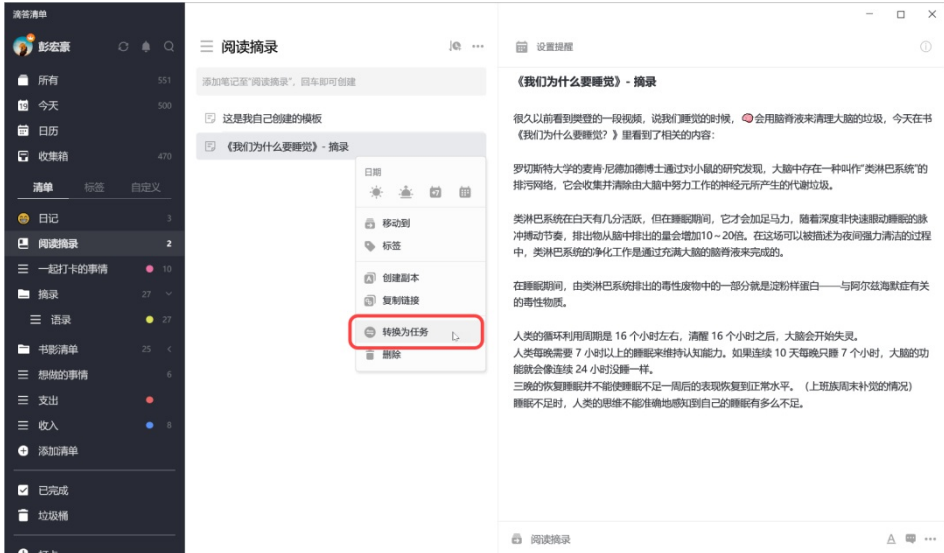 滴答清单
彭宏豪
所有 551
今天 500
日历
收集箱 470
清单 标签 自定义
日记 3
阅读摘录 2
一起打卡的事情 10
摘录 27
语录 27
书影清单 25
想做的事情 6
支出
收入 8
添加清单
已完成
垃圾桶
阅读摘录
添加笔记至"阅读摘录"，回车即可创建
这是我自己创建的模板
《我们为什么要睡觉》- 摘录
日期
移动到
标签
创建副本
复制链接
转换为任务
删除
设置提醒
《我们为什么要睡觉》- 摘录
很久以前看到樊登的一段视频，说我们睡觉的时候，🧠会用脑脊液来清理大脑的垃圾，今天在书
《我们为什么要睡觉？》里看到了相关的内容：
罗切斯特大学的麦肯·尼德加德博士通过对小鼠的研究发现，大脑中存在一种叫作"类淋巴系统"的
排污网络，它会收集并清除由大脑中努力工作的神经元所产生的代谢垃圾。
类淋巴系统在白天有几分活跃，但在睡眠期间，它才会加足马力，随着深度非快速眼动睡眠的脉
冲搏动节奏，排出物从脑中排出的量会增加10～20倍。在这场可以被描述为夜间强力清洁的过程
中，类淋巴系统的净化工作是通过充满大脑的脑脊液来完成的。
在睡眠期间，由类淋巴系统排出的毒性废物中的一部分就是淀粉样蛋白——与阿尔兹海默症有关
的毒性物质。
人类的循环利用周期是 16 个小时左右，清醒 16 个小时之后，大脑会开始失灵。
人类每晚需要 7 小时以上的睡眠来维持认知能力。如果连续 10 天每晚只睡 7 个小时，大脑的功
能就会像连续 24 小时没睡一样。
三晚的恢复睡眠并不能使睡眠不足一周后的表现恢复到正常水平。（上班族周末补觉的情况）
睡眠不足时，人类的思维不能准确地感知到自己的睡眠有多么不足。
阅读摘录